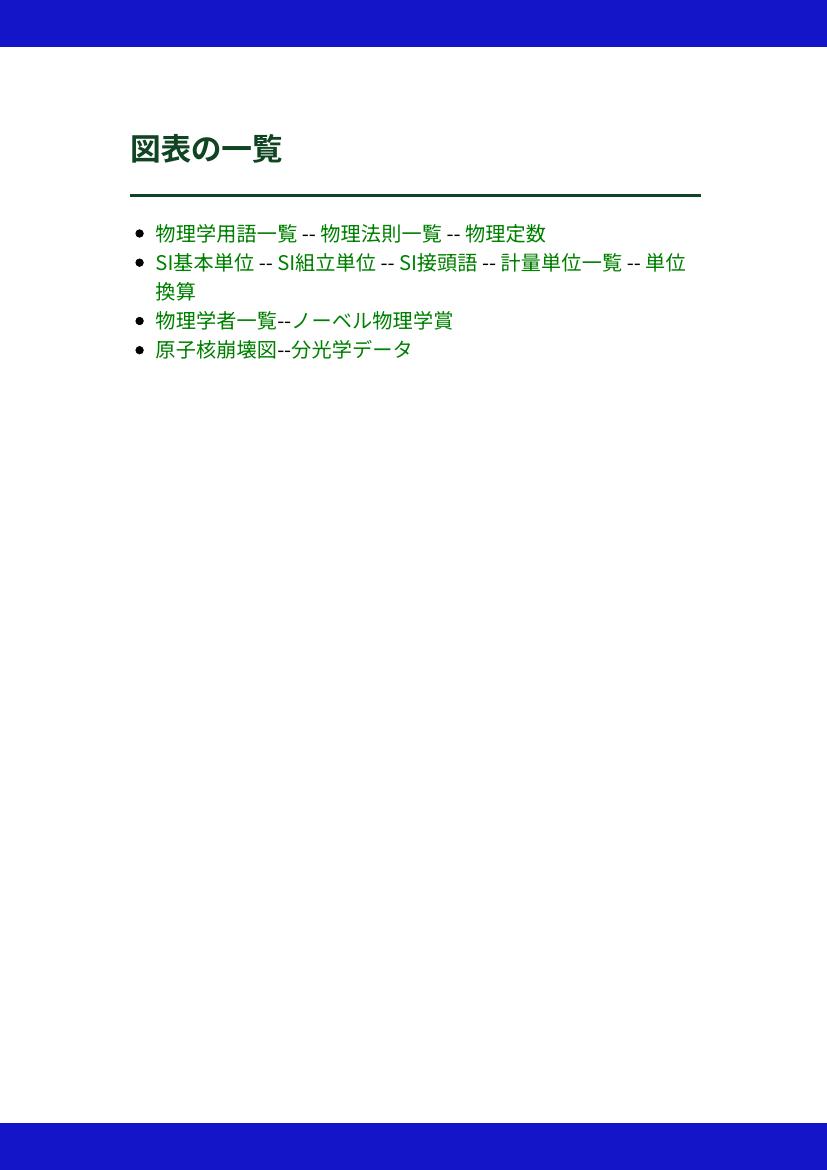 図表の一覧
物理学用語一覧 -- 物理法則一覧 -- 物理定数
SI基本単位 -- SI組立単位 -- SI接頭語 -- 計量単位一覧 -- 単位
換算
物理学者一覧--ノーベル物理学賞
原子核崩壊図--分光学データ